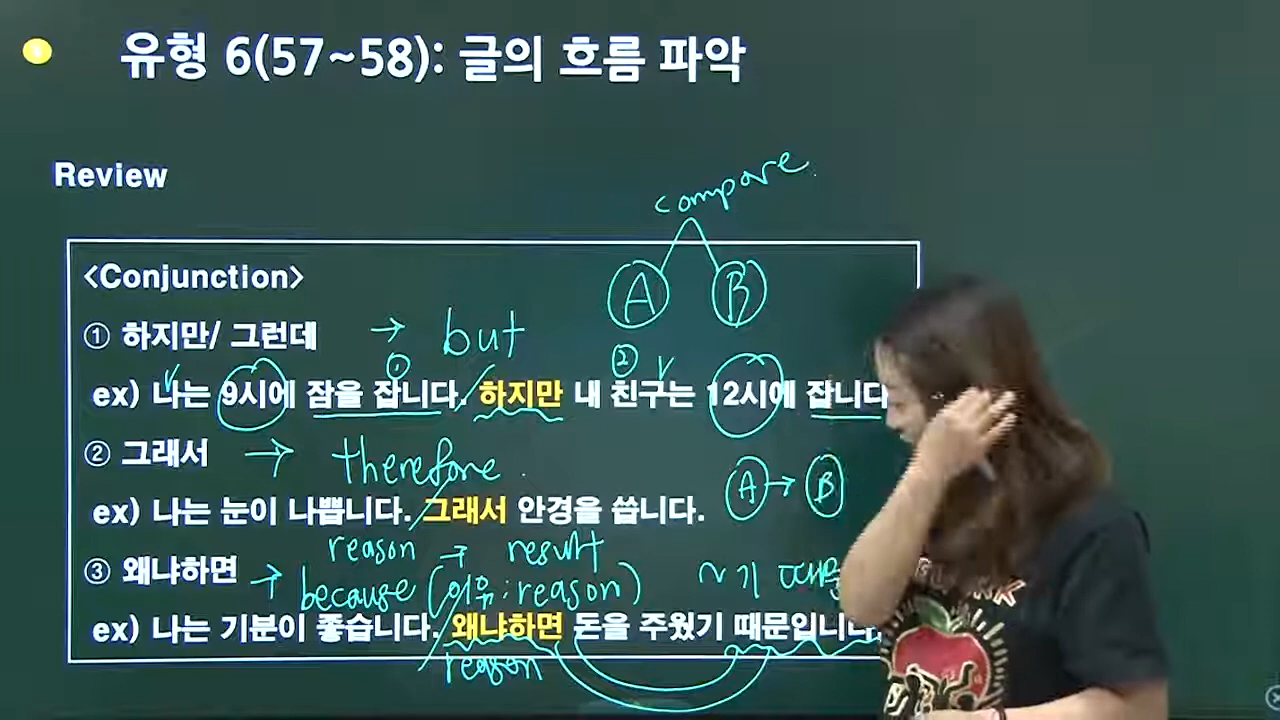 유형 6(57~58): 글의 흐름 파악
Review
compare
A B
<Conjunction>
① 하지만/ 그런데 → but
① ②
ex) 나는 9시에 잠을 잡니다. 하지만 내 친구는 12시에 잡니다
② 그래서 → therefore.
A → B
ex) 나는 눈이 나쁩니다. 그래서 안경을 씁니다.
reason → result
③ 왜냐하면 → because (이유: reason) ~기 때문
ex) 나는 기분이 좋습니다. 왜냐하면 돈을 주웠기 때문입니다.
reason